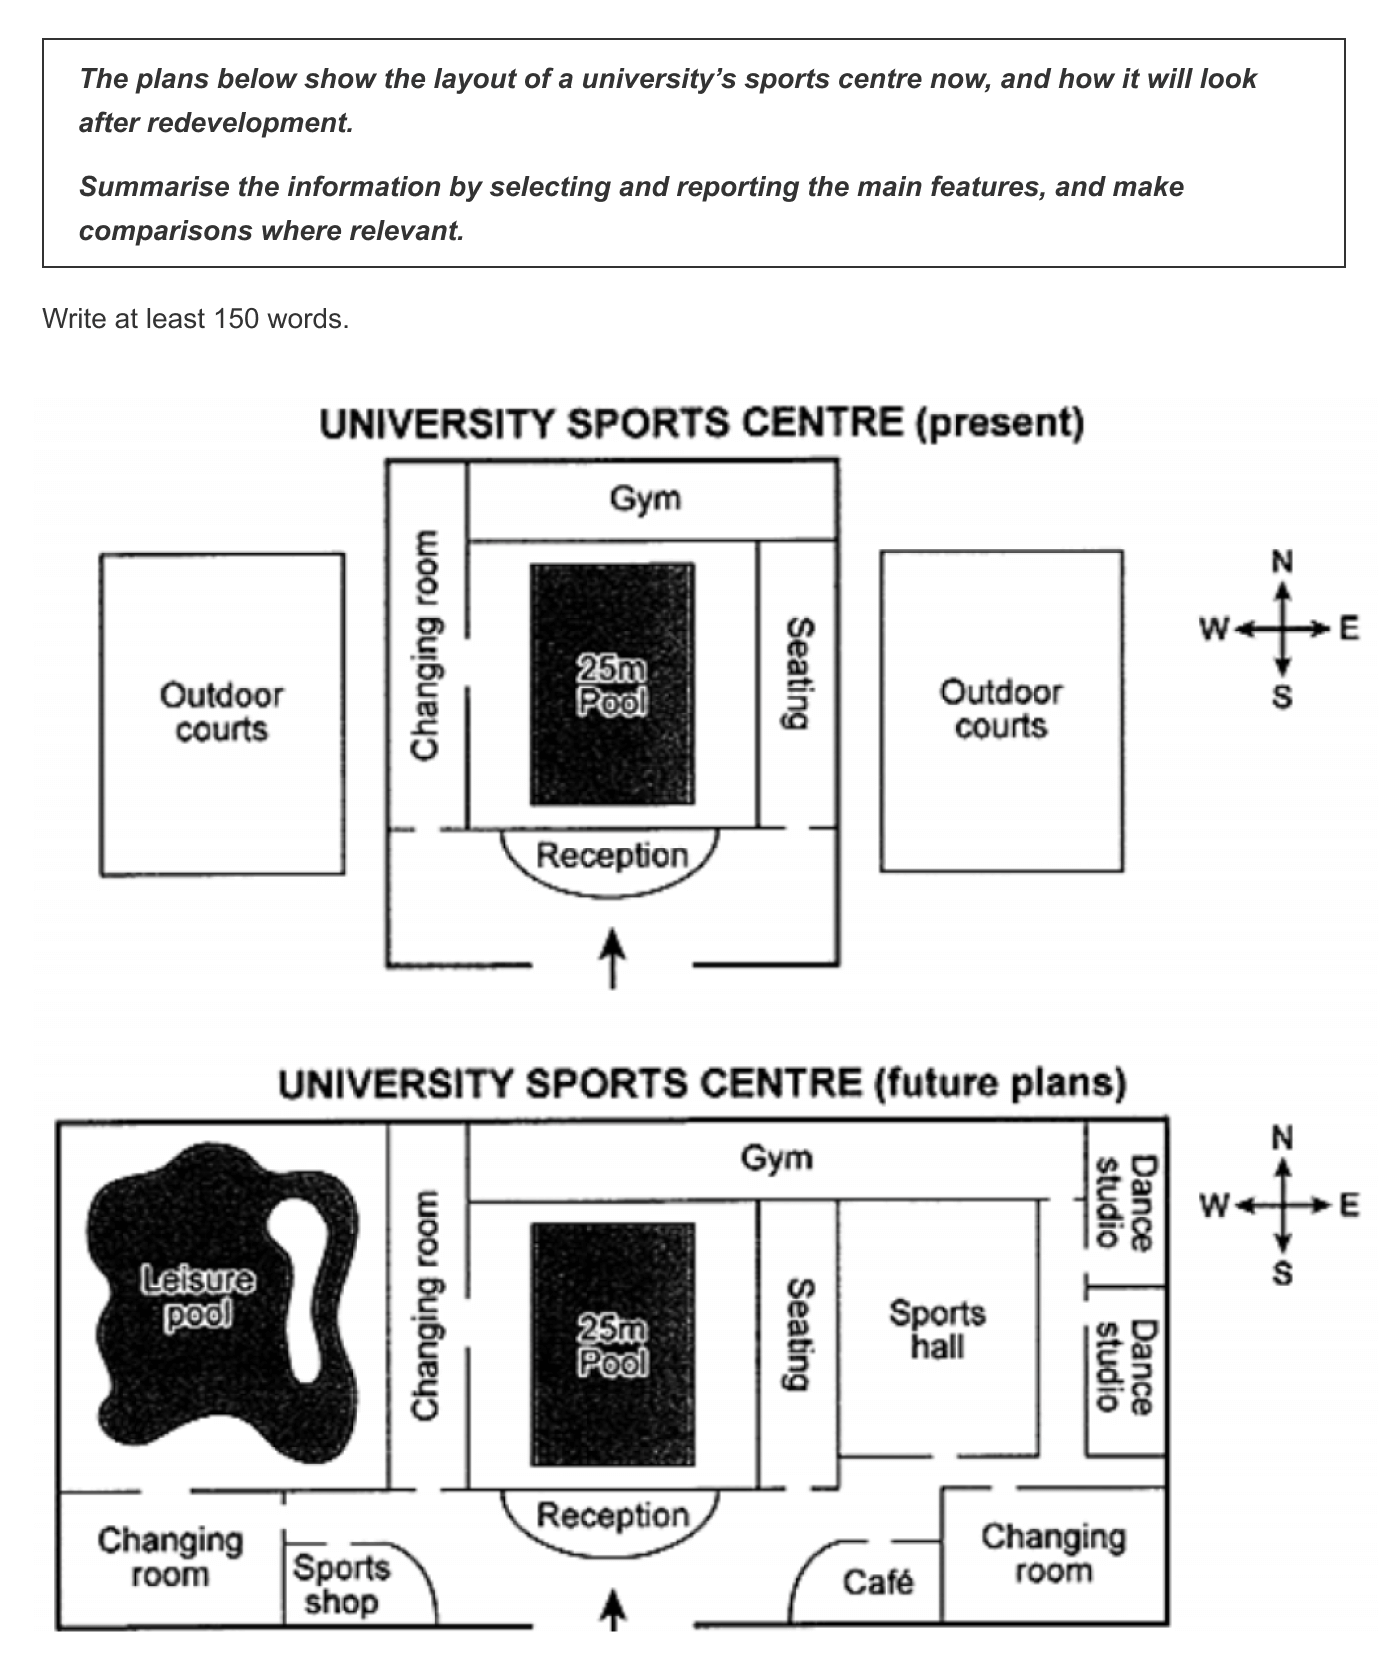 The plans below show the layout of a university's sports centre now, and how it will look
after redevelopment.
Summarise the information by selecting and reporting the main features, and make
comparisons where relevant.
Write at least 150 words.
UNIVERSITY SPORTS CENTRE (present)
Gym
Changing room
Outdoor
courts
25m
Pool
Seating
Outdoor
courts
N
W
E
S
Reception
UNIVERSITY SPORTS CENTRE (future plans)
Gym
Dance
studio
N
W
E
S
Leisure
pool
Changing room
25m
Pool
Seating
Sports
hall
Dance
studio
Reception
Changing
room
Sports
shop
Café
Changing
room